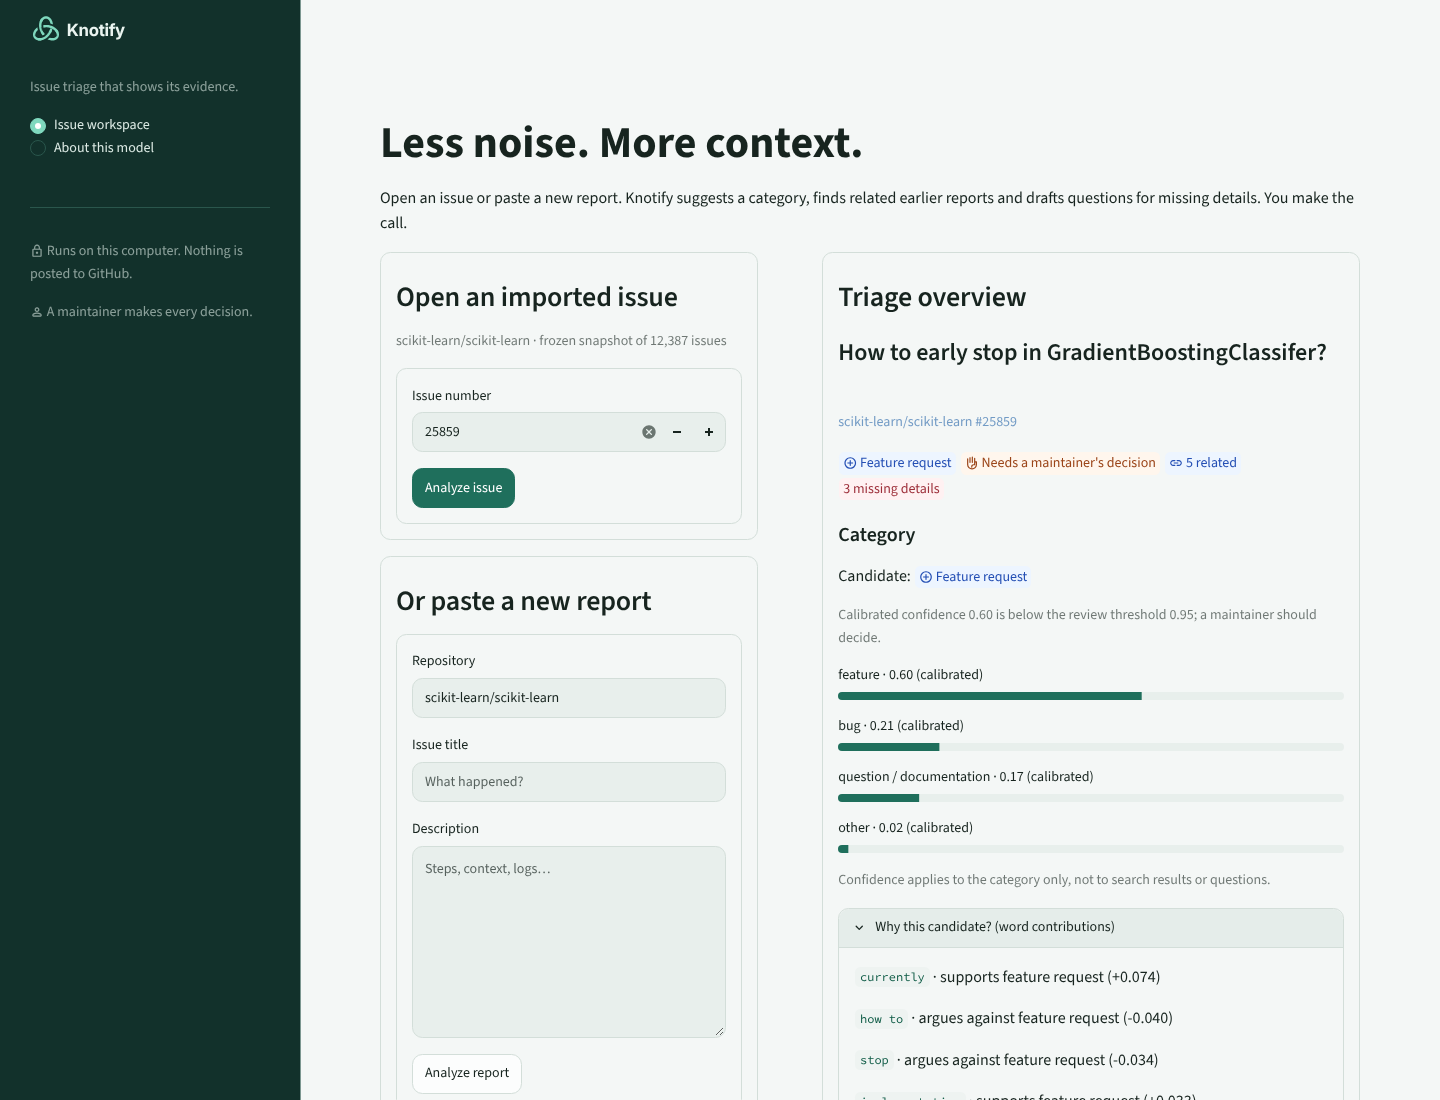 Knotify
Issue triage that shows its evidence.
Issue workspace
About this model
Runs on this computer. Nothing is
posted to GitHub.
A maintainer makes every decision.
Less noise. More context.
Open an issue or paste a new report. Knotify suggests a category, finds related earlier reports and drafts questions for missing details. You make the
call.
Open an imported issue
scikit-learn/scikit-learn · frozen snapshot of 12,387 issues
Issue number
25859
Analyze issue
Or paste a new report
Repository
scikit-learn/scikit-learn
Issue title
What happened?
Description
Steps, context, logs…
Analyze report
Triage overview
How to early stop in GradientBoostingClassifer?
scikit-learn/scikit-learn #25859
Feature request Needs a maintainer's decision 5 related
3 missing details
Category
Candidate: Feature request
Calibrated confidence 0.60 is below the review threshold 0.95; a maintainer should
decide.
feature · 0.60 (calibrated)
bug · 0.21 (calibrated)
question / documentation · 0.17 (calibrated)
other · 0.02 (calibrated)
Confidence applies to the category only, not to search results or questions.
Why this candidate? (word contributions)
currently · supports feature request (+0.074)
how to · argues against feature request (-0.040)
stop · argues against feature request (-0.034)